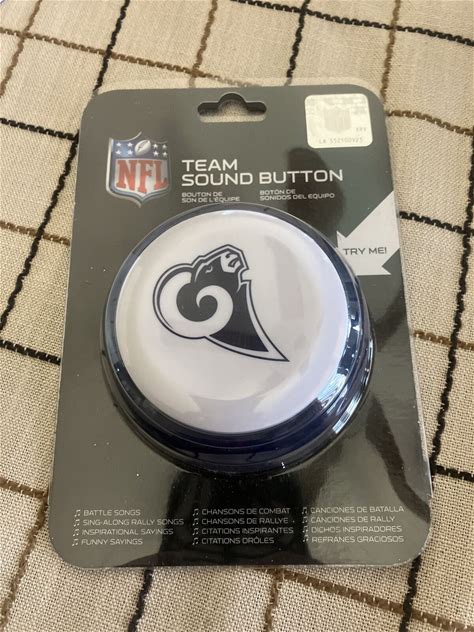 NFL
TEAM
SOUND BUTTON
BOUTON DE
SON DE L'ÉQUIPE
BOTÓN DE
SONIDOS DEL EQUIPO
TRY ME!
♫ BATTLE SONGS
♫ SING-ALONG RALLY SONGS
♫ INSPIRATIONAL SAYINGS
♫ FUNNY SAYINGS
♫ CHANSONS DE COMBAT
♫ CHANSONS DE RALLYE
♫ CITATIONS INSPIRANTES
♫ CITATIONS DRÔLES
♫ CANCIONES DE BATALLA
♫ CANCIONES DE RALLY
♫ DICHOS INSPIRADORES
♫ REFRANES GRACIOSOS